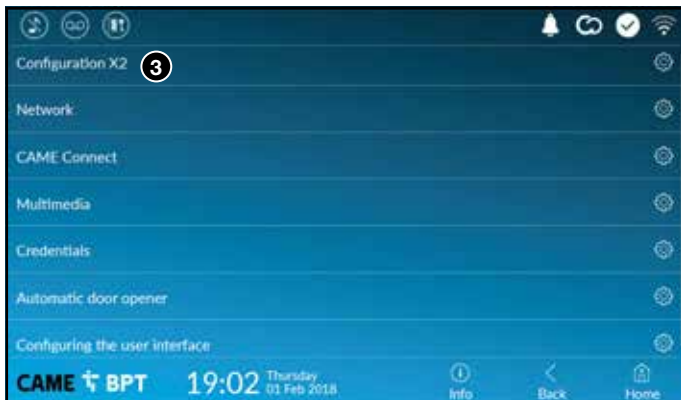 Configuration X2 3
Network
CAME Connect
Multimedia
Credentials
Automatic door opener
Configuring the user interface
CAME BPT 19:02 Thursday
01 Feb 2018
Info Back Home